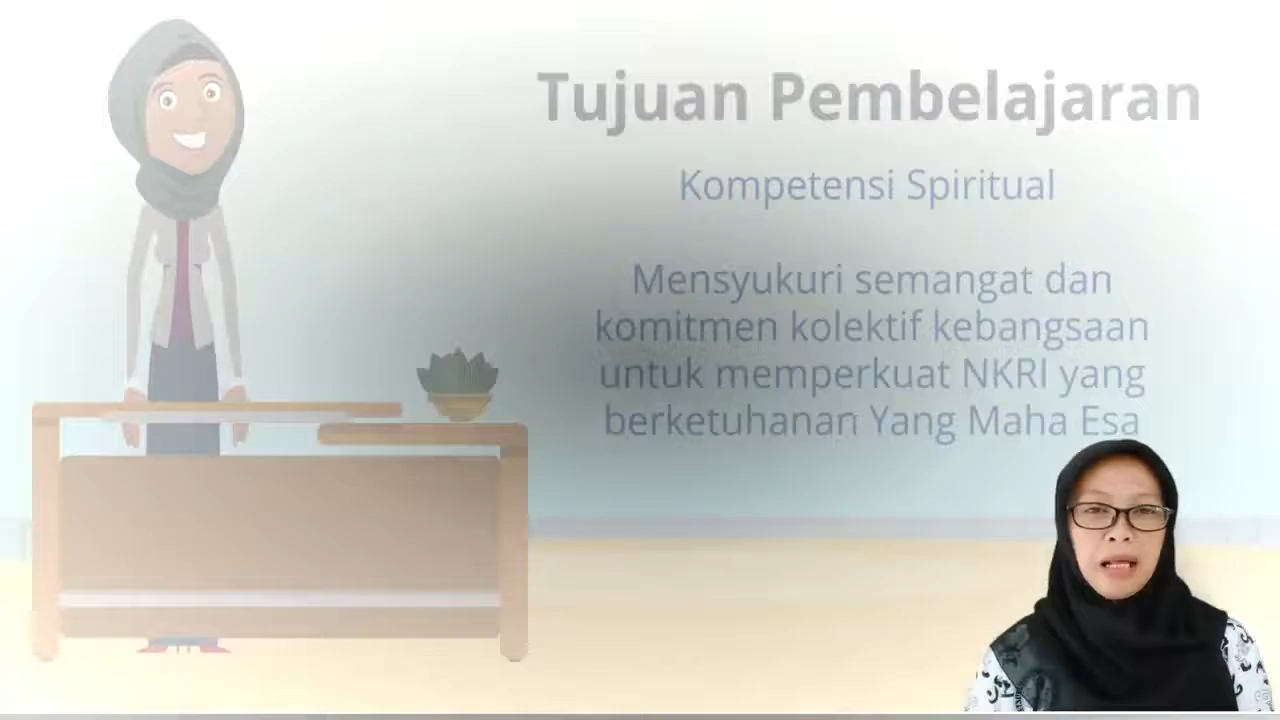 Tujuan Pembelajaran
Kompetensi Spiritual
Mensyukuri semangat dan
komitmen kolektif kebangsaan
untuk memperkuat NKRI yang
berketuhanan Yang Maha Esa